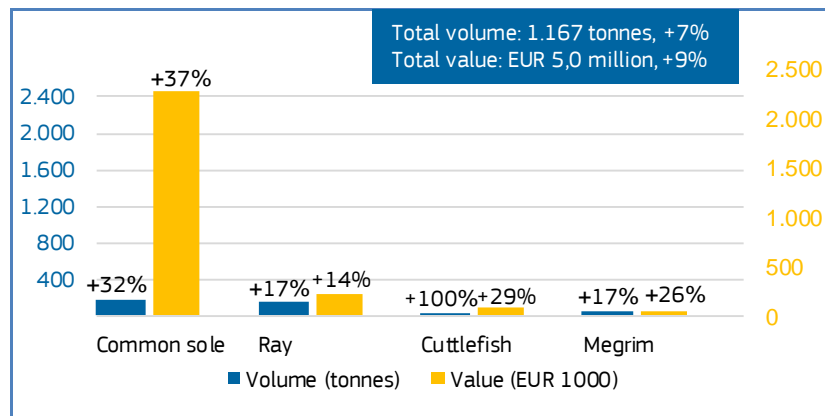 Total volume: 1.167 tonnes, +7%
Total value: EUR 5,0 million, +9%
2.400
2.000
1.600
1.200
800
400
2.500
2.000
1.500
1.000
500
0
+32%
+37%
+17%
+14%
+100%
+29%
+17%
+26%
Common sole
Ray
Cuttlefish
Megrim
Volume (tonnes)
Value (EUR 1000)